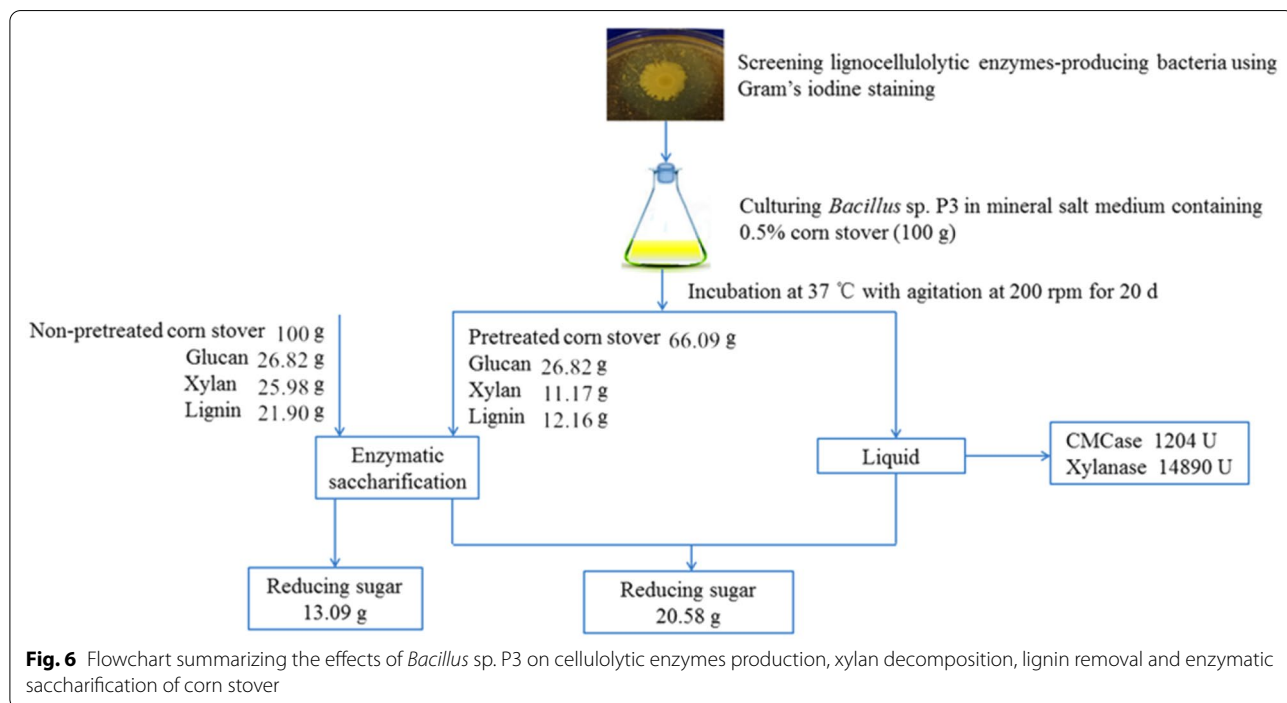 Screening lignocellulolytic enzymes-producing bacteria using
Gram's iodine staining
Culturing Bacillus sp. P3 in mineral salt medium containing
0.5% corn stover (100 g)
Incubation at 37 ℃ with agitation at 200 rpm for 20 d
Non-pretreated corn stover 100 g
Glucan 26.82 g
Xylan 25.98 g
Lignin 21.90 g
Pretreated corn stover 66.09 g
Glucan 26.82 g
Xylan 11.17 g
Lignin 12.16 g
Enzymatic
saccharification
Liquid
CMCase 1204 U
Xylanase 14890 U
Reducing sugar
13.09 g
Reducing sugar
20.58 g
Fig. 6 Flowchart summarizing the effects of Bacillus sp. P3 on cellulolytic enzymes production, xylan decomposition, lignin removal and enzymatic
saccharification of corn stover